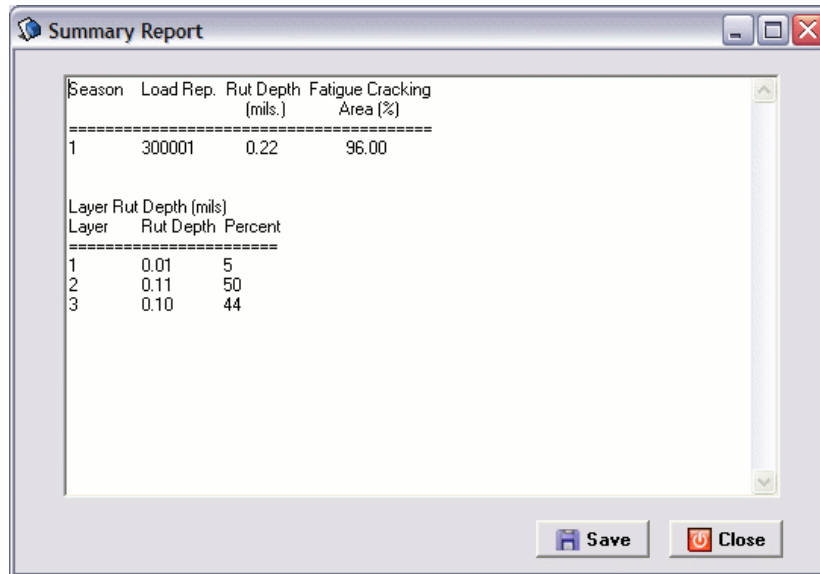 Summary Report
Season Load Rep. Rut Depth Fatigue Cracking
(mils.) Area (%)
========================================
1 300001 0.22 96.00
Layer Rut Depth (mils)
Layer Rut Depth Percent
=======================
1 0.01 5
2 0.11 50
3 0.10 44
Save Close